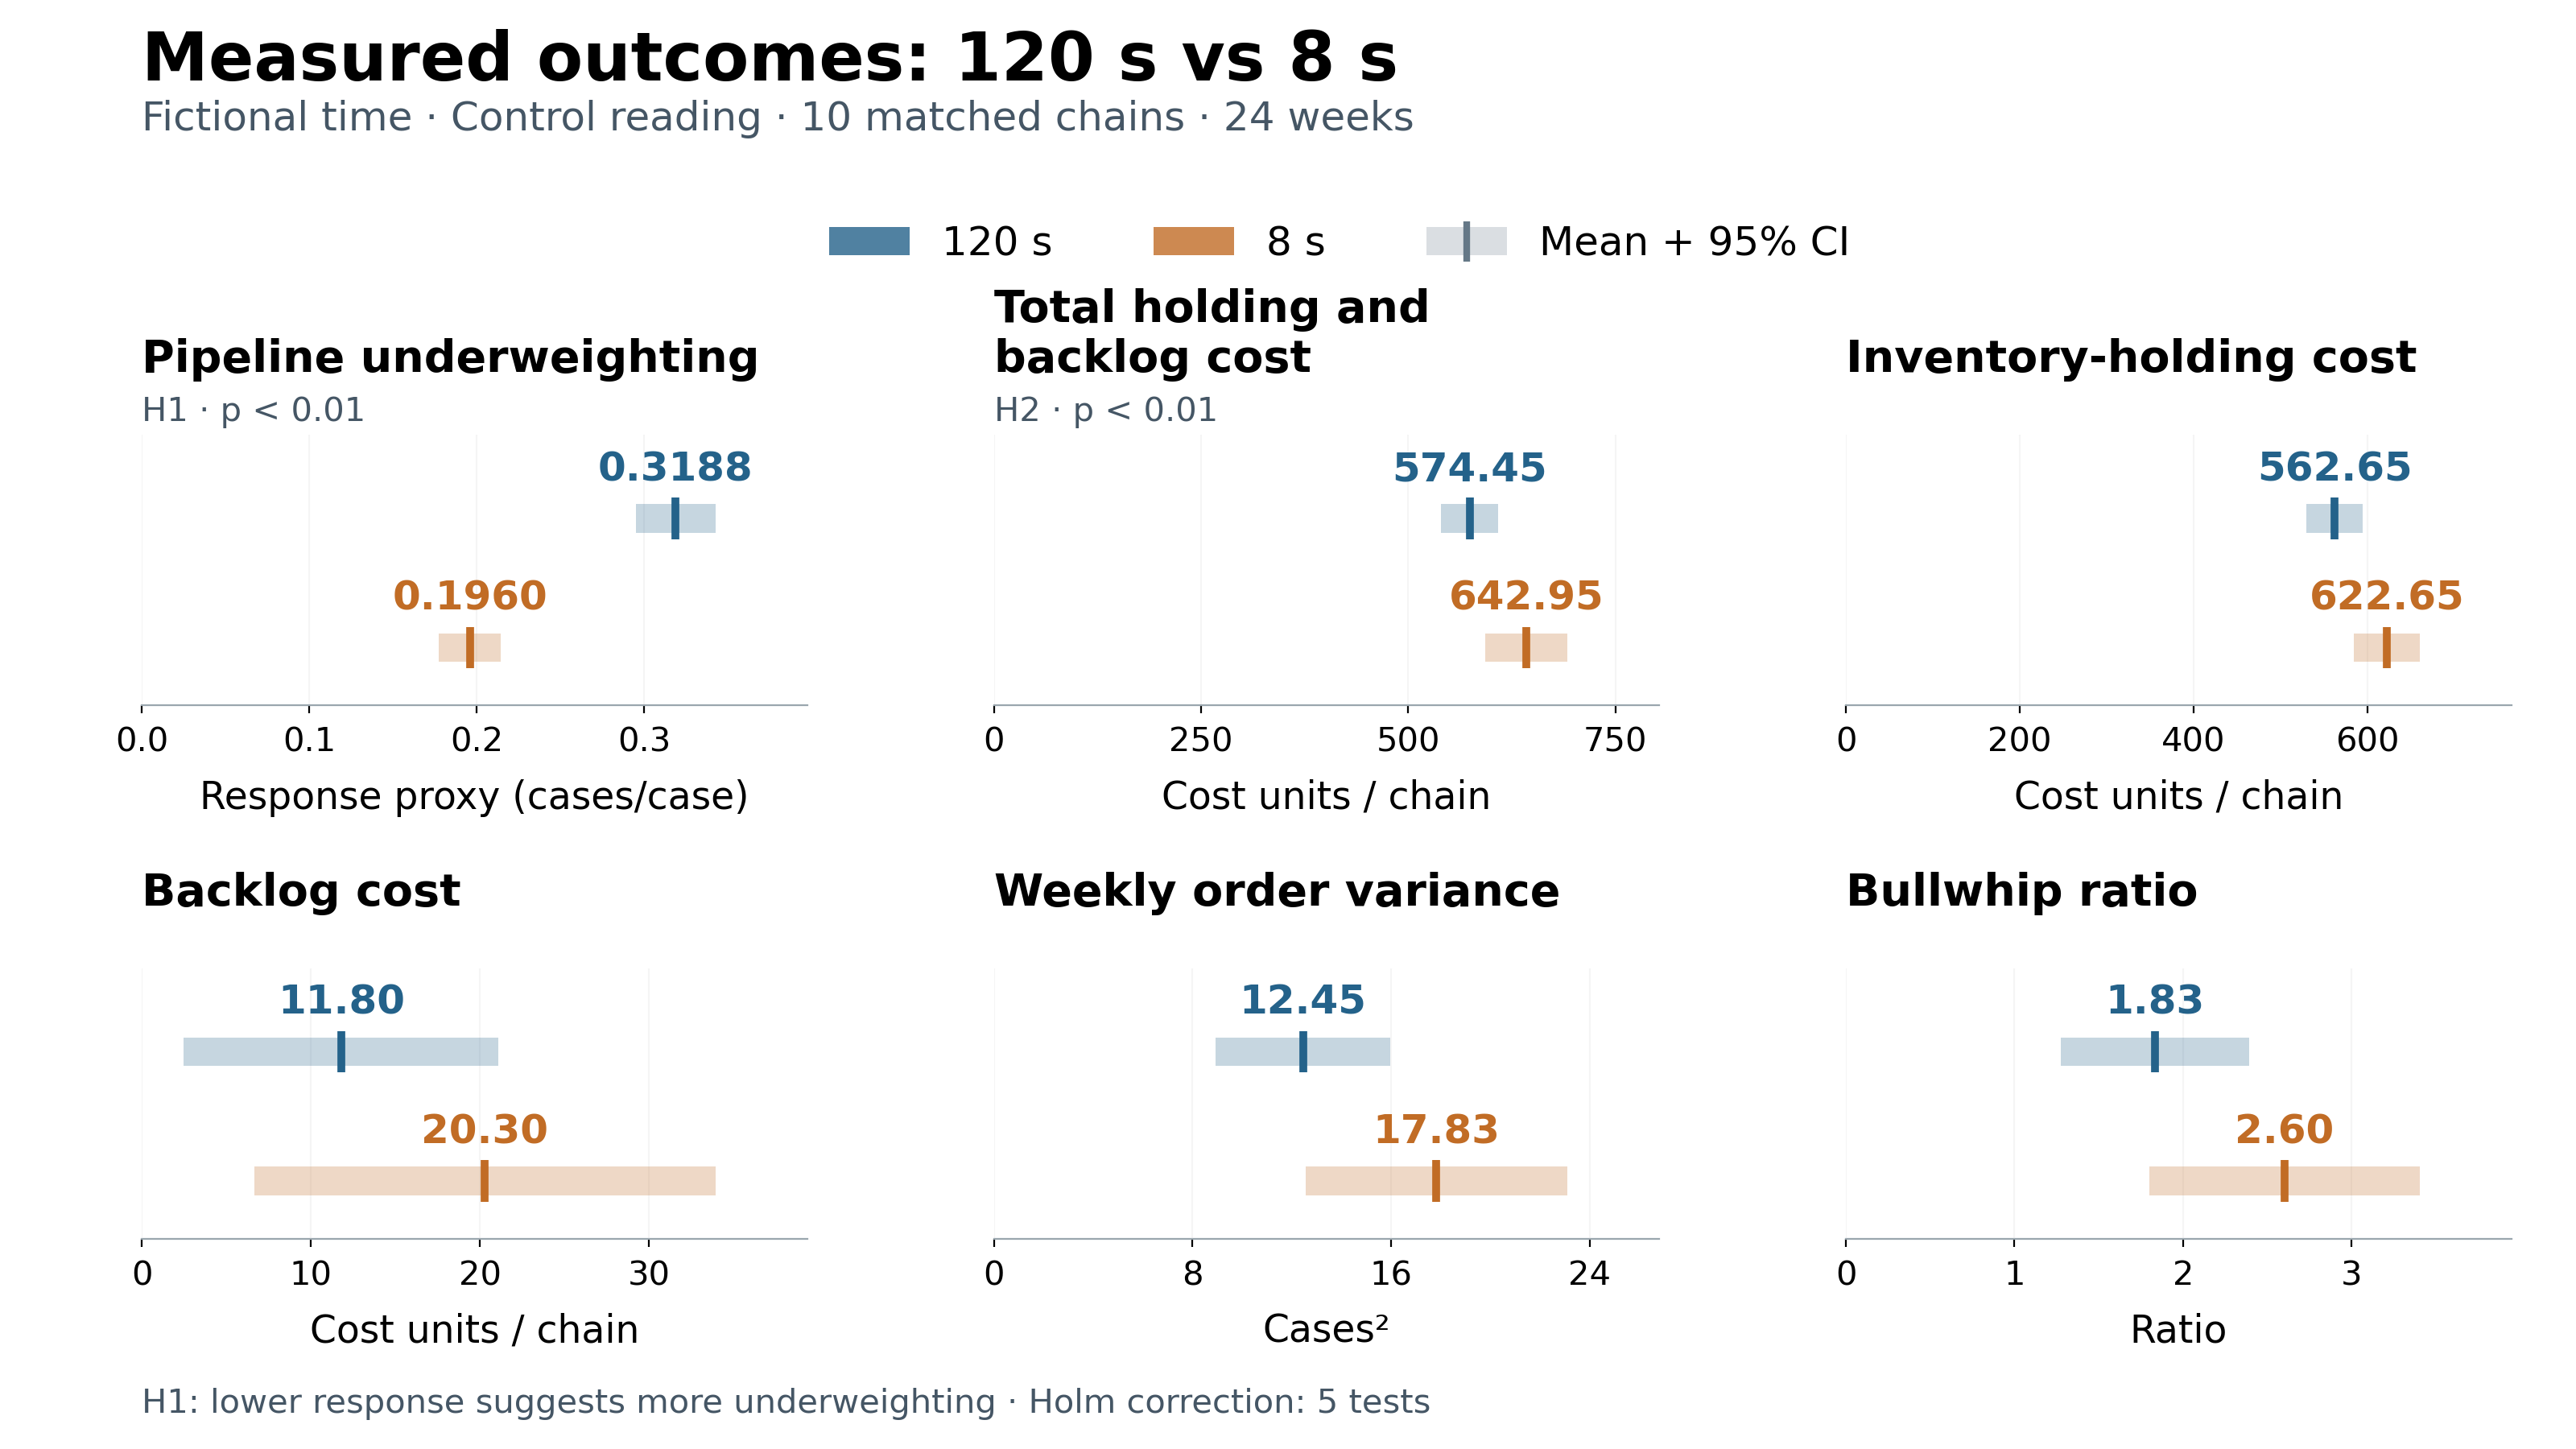 Measured outcomes: 120 s vs 8 s
Fictional time · Control reading · 10 matched chains · 24 weeks
120 s
8 s
Mean + 95% CI
Pipeline underweighting
H1 · p < 0.01
0.3188
0.1960
0.0 0.1 0.2 0.3
Response proxy (cases/case)
Total holding and
backlog cost
H2 · p < 0.01
574.45
642.95
0 250 500 750
Cost units / chain
Inventory-holding cost
562.65
622.65
0 200 400 600
Cost units / chain
Backlog cost
11.80
20.30
0 10 20 30
Cost units / chain
Weekly order variance
12.45
17.83
0 8 16 24
Cases²
Bullwhip ratio
1.83
2.60
0 1 2 3
Ratio
H1: lower response suggests more underweighting · Holm correction: 5 tests